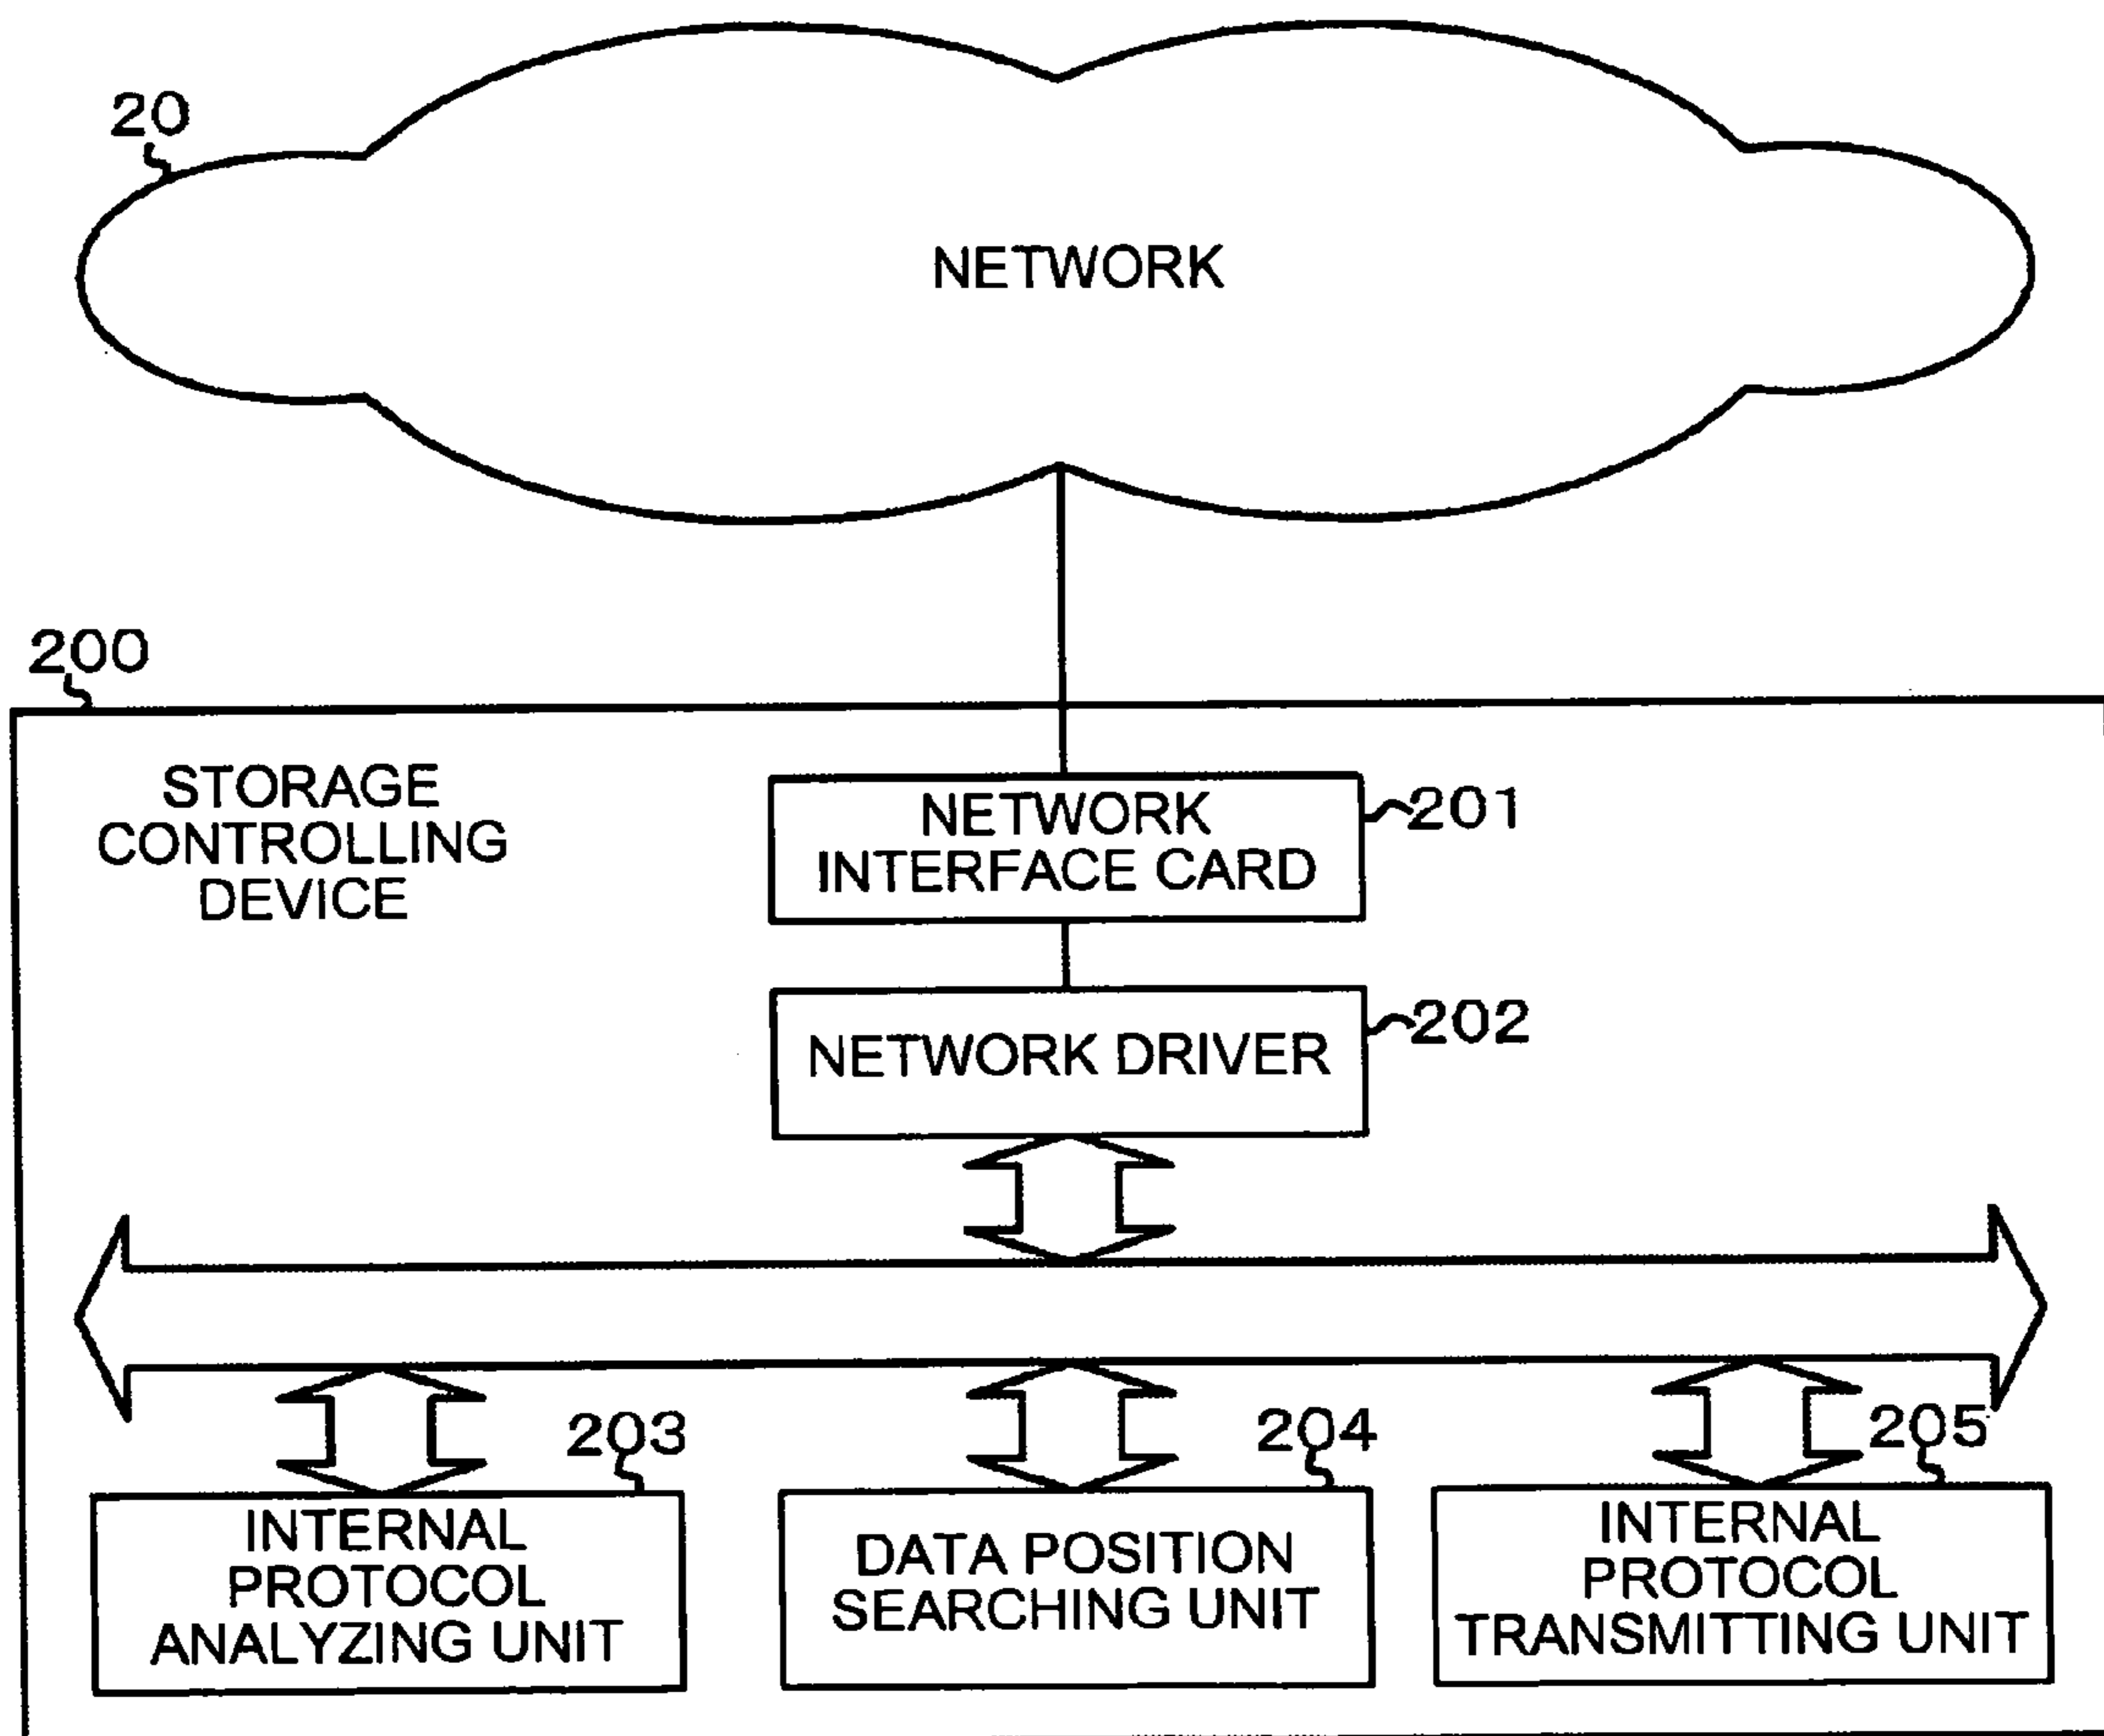 20
NETWORK
200
STORAGE
CONTROLLING
DEVICE
NETWORK
INTERFACE CARD
201
NETWORK DRIVER
202
203
204
205
INTERNAL
PROTOCOL
ANALYZING UNIT
DATA POSITION
SEARCHING UNIT
INTERNAL
PROTOCOL
TRANSMITTING UNIT